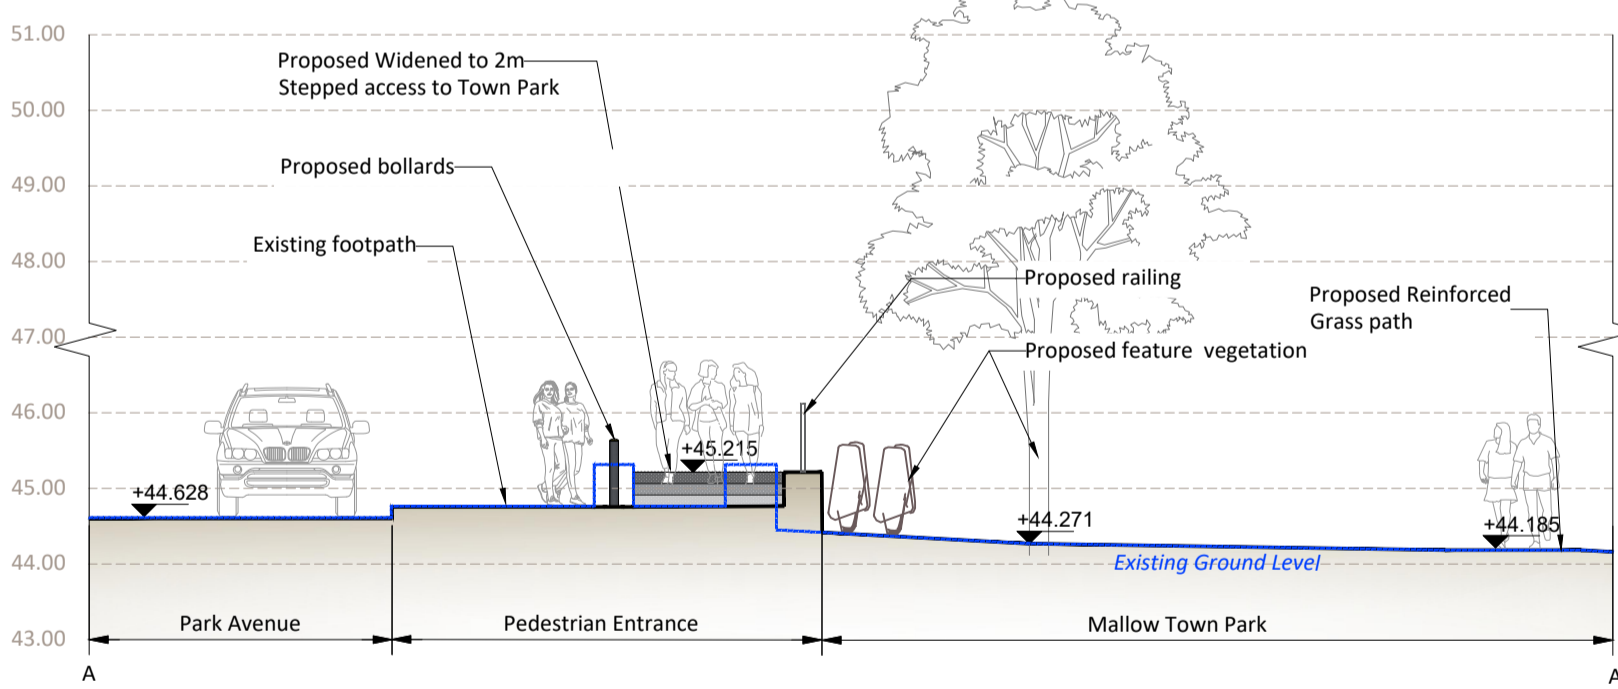 51.00
Proposed Widened to 2m
Stepped access to Town Park
50.00
Proposed bollards
49.00
Existing footpath
48.00
Proposed railing
Proposed Reinforced
Grass path
47.00
Proposed feature vegetation
46.00
+45.215
45.00
+44.628
+44.271
+44.185
44.00
Existing Ground Level
Park Avenue
Pedestrian Entrance
Mallow Town Park
43.00
A
A